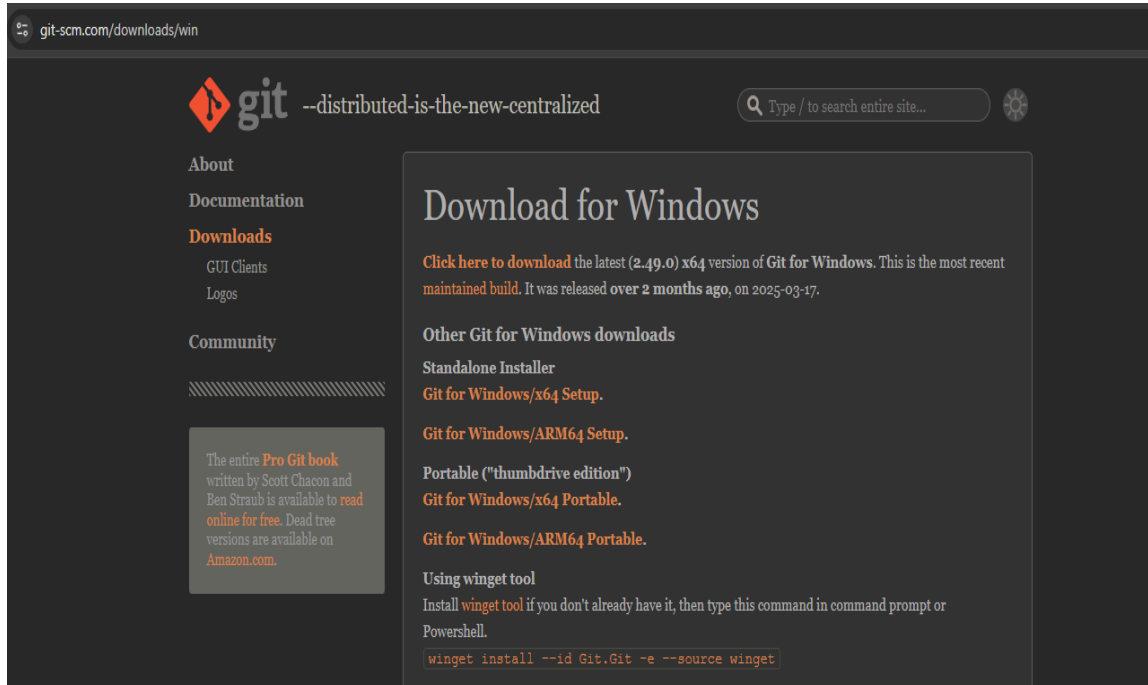 git-scm.com/downloads/win
git --distributed-is-the-new-centralized
Type / to search entire site...
About
Documentation
Downloads
GUI Clients
Logos
Community
The entire Pro Git book
written by Scott Chacon and
Ben Straub is available to read
online for free. Dead tree
versions are available on
Amazon.com.
Download for Windows
Click here to download the latest (2.49.0) x64 version of Git for Windows. This is the most recent
maintained build. It was released over 2 months ago, on 2025-03-17.
Other Git for Windows downloads
Standalone Installer
Git for Windows/x64 Setup.
Git for Windows/ARM64 Setup.
Portable ("thumbdrive edition")
Git for Windows/x64 Portable.
Git for Windows/ARM64 Portable.
Using winget tool
Install winget tool if you don't already have it, then type this command in command prompt or
Powershell.
winget install --id Git.Git -e --source winget